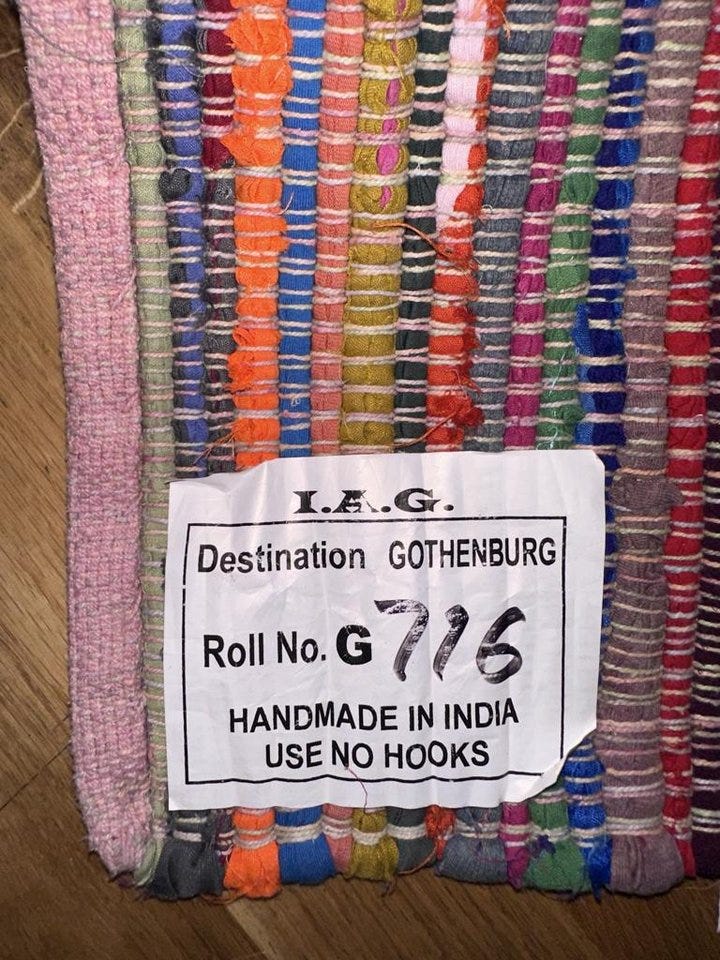 I.A.G.
Destination GOTHENBURG
Roll No. G 716
HANDMADE IN INDIA
USE NO HOOKS